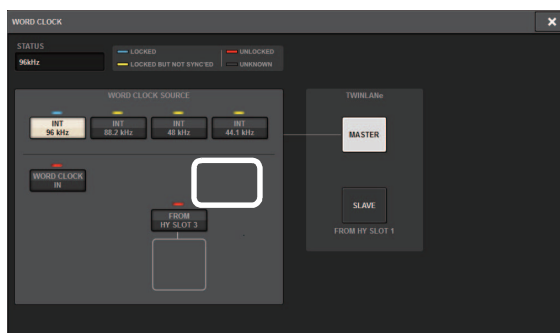 WORD CLOCK
STATUS
96kHz
LOCKED
UNLOCKED
LOCKED BUT NOT SYNC'ED
UNKNOWN
WORD CLOCK SOURCE
TWINLANe
INT
96 kHz
INT
88.2 kHz
INT
48 kHz
INT
44.1 kHz
MASTER
WORD CLOCK
IN
FROM
HY SLOT 3
SLAVE
FROM HY SLOT 1